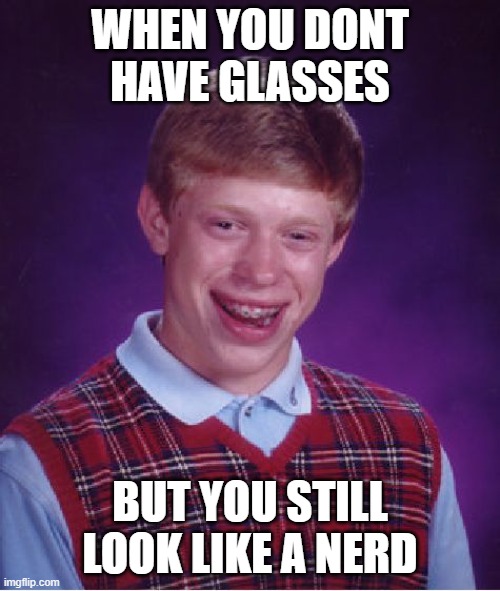 WHEN YOU DONT
HAVE GLASSES
BUT YOU STILL
LOOK LIKE A NERD
imgflip.com